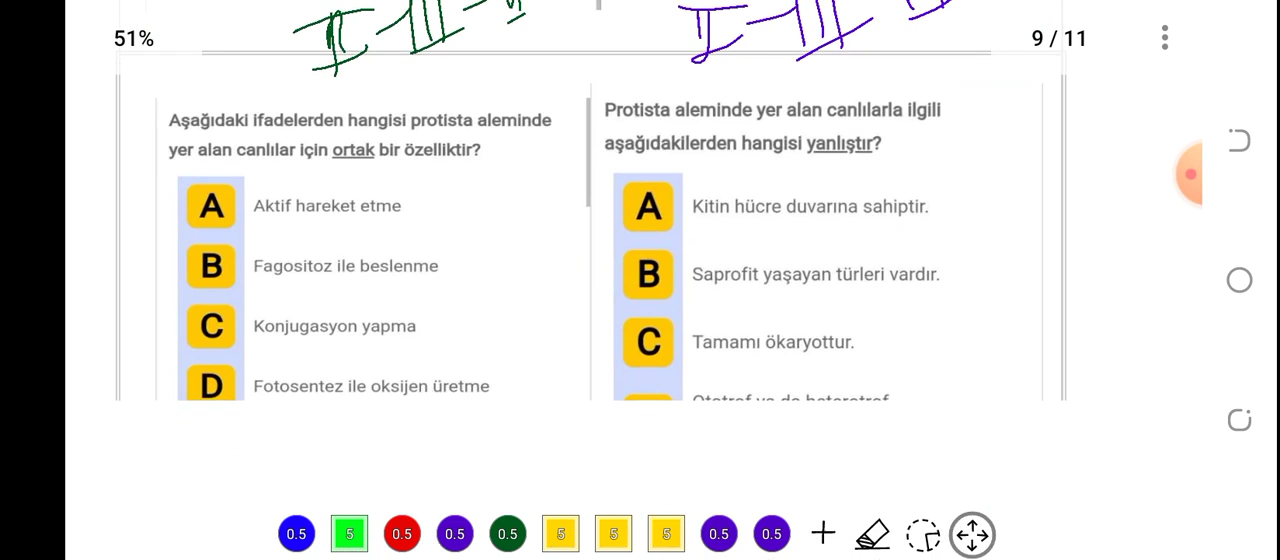 II - III -
I - III
51%
9 / 11
Aşağıdaki ifadelerden hangisi protista aleminde
yer alan canlılar için ortak bir özelliktir?
A Aktif hareket etme
B Fagositoz ile beslenme
C Konjugasyon yapma
D Fotosentez ile oksijen üretme
Protista aleminde yer alan canlılarla ilgili
aşağıdakilerden hangisi yanlıştır?
A Kitin hücre duvarına sahiptir.
B Saprofit yaşayan türleri vardır.
C Tamamı ökaryottur.
0.5 5 0.5 0.5 0.5 5 5 5 0.5 0.5